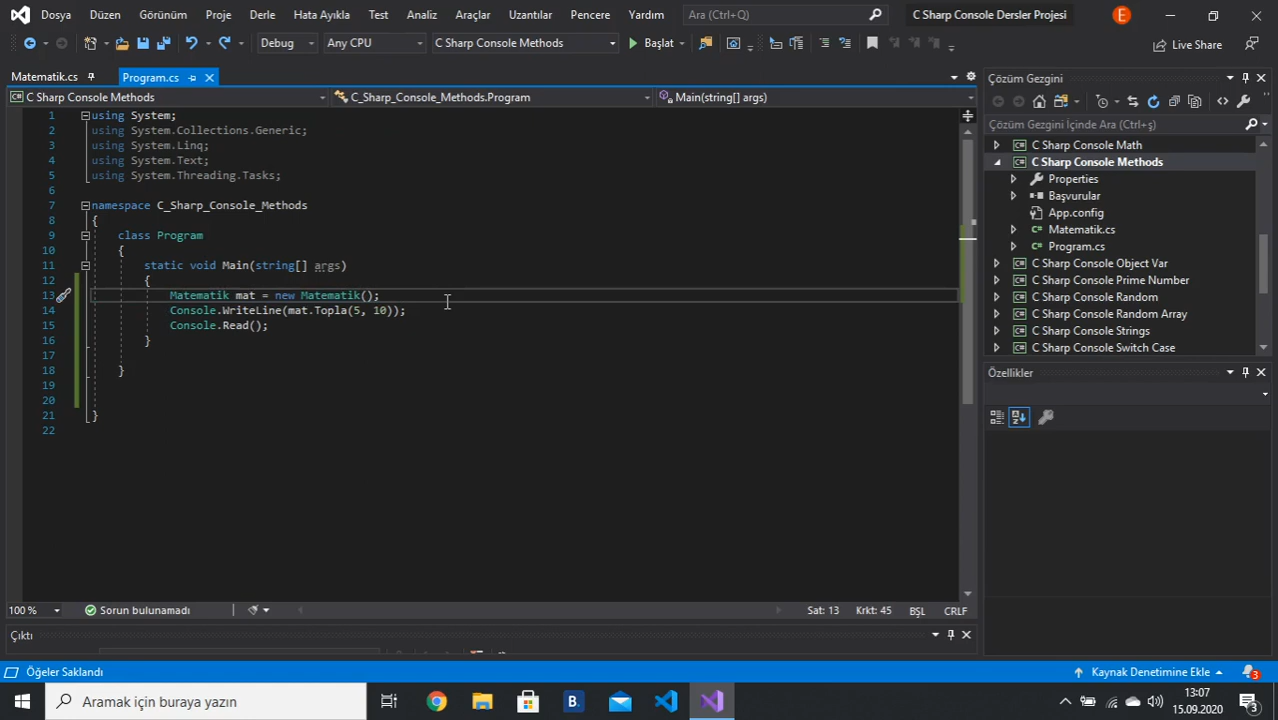 Dosya Düzen Görünüm Proje Derle Hata Ayıkla Test Analiz Araçlar Uzantılar Pencere Yardım Ara (Ctrl+Q) C Sharp Console Dersler Projesi E
Debug Any CPU C Sharp Console Methods Başlat Live Share
Matematik.cs Program.cs
Çözüm Gezgini
C Sharp Console Methods C_Sharp_Console_Methods.Program Main(string[] args)
Çözüm Gezgini İçinde Ara (Ctrl+ş)
1 using System;
2 using System.Collections.Generic;
3 using System.Linq;
4 using System.Text;
5 using System.Threading.Tasks;
6
7 namespace C_Sharp_Console_Methods
8 {
9 class Program
10 {
11 static void Main(string[] args)
12 {
13 Matematik mat = new Matematik();
14 Console.WriteLine(mat.Topla(5, 10));
15 Console.Read();
16 }
17
18 }
19
20
21 }
22
C Sharp Console Math
C Sharp Console Methods
Properties
Başvurular
App.config
Matematik.cs
Program.cs
C Sharp Console Object Var
C Sharp Console Prime Number
C Sharp Console Random
C Sharp Console Random Array
C Sharp Console Strings
C Sharp Console Switch Case
Özellikler
100 % Sorun bulunamadı Sat: 13 Krkt: 45 BŞL CRLF
Çıktı
Öğeler Saklandı Kaynak Denetimine Ekle 3
Aramak için buraya yazın B. 13:07
15.09.2020 3